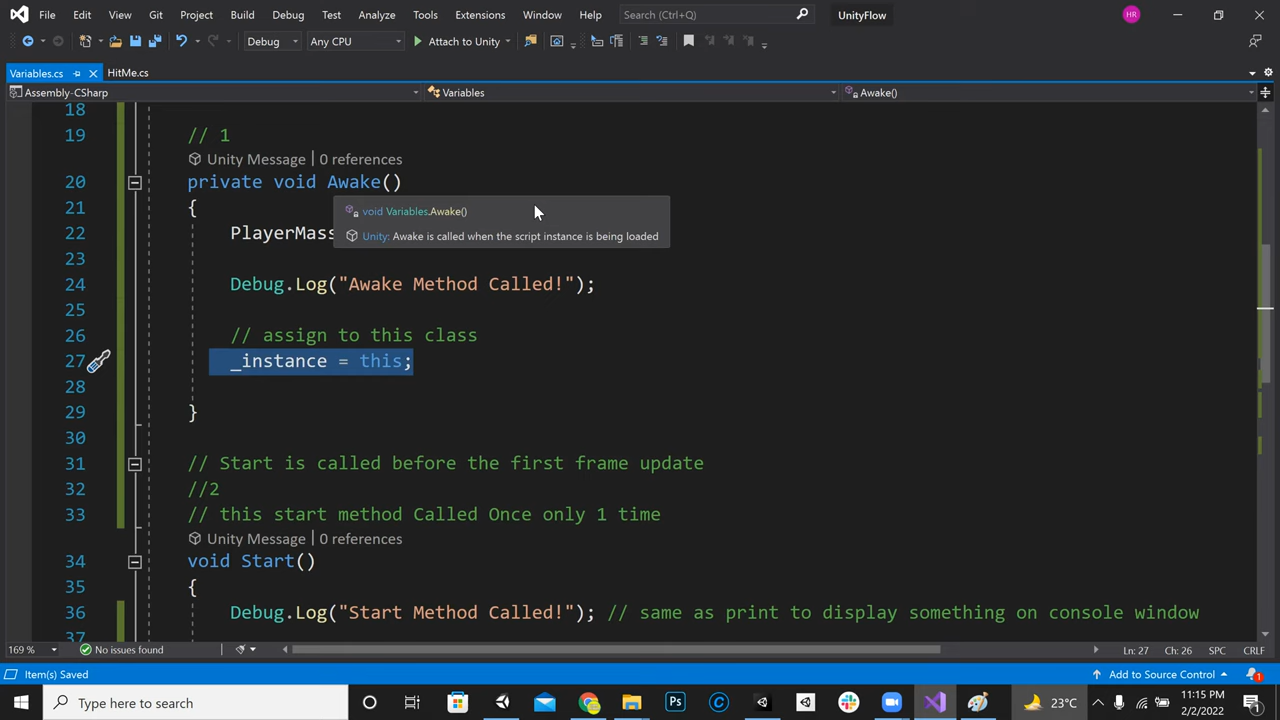 File Edit View Git Project Build Debug Test Analyze Tools Extensions Window Help Search (Ctrl+Q) UnityFlow HR
Debug Any CPU Attach to Unity
Variables.cs HitMe.cs
Assembly-CSharp Variables Awake()
18
19 // 1
Unity Message | 0 references
20 private void Awake()
21 {
void Variables.Awake()
22 PlayerMass
Unity: Awake is called when the script instance is being loaded
23
24 Debug.Log("Awake Method Called!");
25
26 // assign to this class
27 _instance = this;
28
29 }
30
31 // Start is called before the first frame update
32 //2
33 // this start method Called Once only 1 time
Unity Message | 0 references
34 void Start()
35 {
36 Debug.Log("Start Method Called!"); // same as print to display something on console window
37
169 % No issues found Ln: 27 Ch: 26 SPC CRLF
Item(s) Saved Add to Source Control 1
Type here to search Ps C 23°C 11:15 PM
2/2/2022